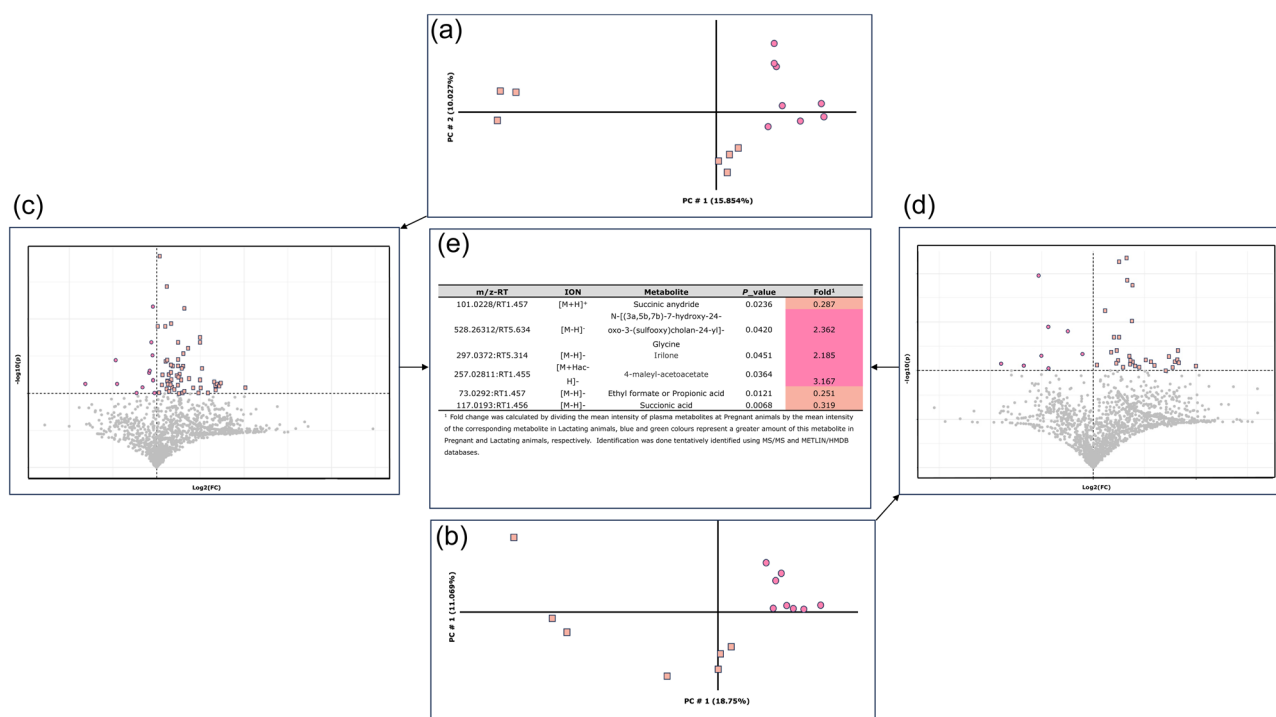 (a)
PC # 2 (10.027%)
PC # 1 (15.854%)
(c)
-log10(p)
Log2(FC)
(d)
-log10(p)
Log2(FC)
(e)
m/z-RT ION Metabolite P_value Fold¹
101.0228/RT1.457 [M+H]⁺ Succinic anydride 0.0236 0.287
N-[(3a,5b,7b)-7-hydroxy-24-
528.26312/RT5.634 [M-H]⁻ oxo-3-(sulfooxy)cholan-24-yl]- 0.0420 2.362
Glycine
297.0372/RT5.314 [M-H]- Irilone 0.0451 2.185
[M+Hac-
257.02811:RT1.455 4-maleyl-acetoacetate 0.0364
H]- 3.167
73.0292:RT1.456 [M-H]- Ethyl formate or Propionic acid 0.0121 0.251
117.0193:RT1.456 [M-H]- Succionic acid 0.0068 0.319
¹ Fold change was calculated by dividing the mean intensity of plasma metabolites at Pregnant animals by the mean intensity
of the corresponding metabolite in Lactating animals, blue and green colours represent a greater amount of this metabolite in
Pregnant and Lactating animals, respectively. Identification was done tentatively identified using MS/MS and METLIN/HMDB
databases.
(b)
PC # 1 (11.069%)
PC # 1 (18.75%)